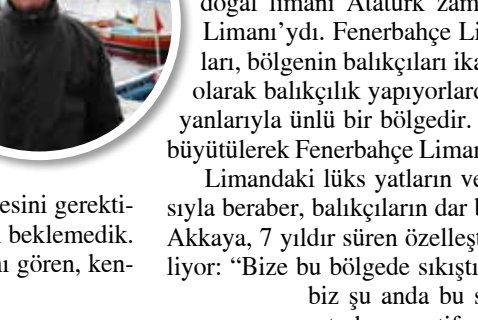 esini gerekti-
beklemedik.
ı gören, ken-
doğal limanı Atatürk zam
Limanı’ydı. Fenerbahçe Li
ları, bölgenin balıkçıları ika
olarak balıkçılık yapıyorlard
yanlarıyla ünlü bir bölgedir.
büyütülerek Fenerbahçe Liman
Limandaki lüks yatların ve
sıyla beraber, balıkçıların dar b
Akkaya, 7 yıldır süren özelleşt
liyor: “Bize bu bölgede sıkıştı
biz şu anda bu s